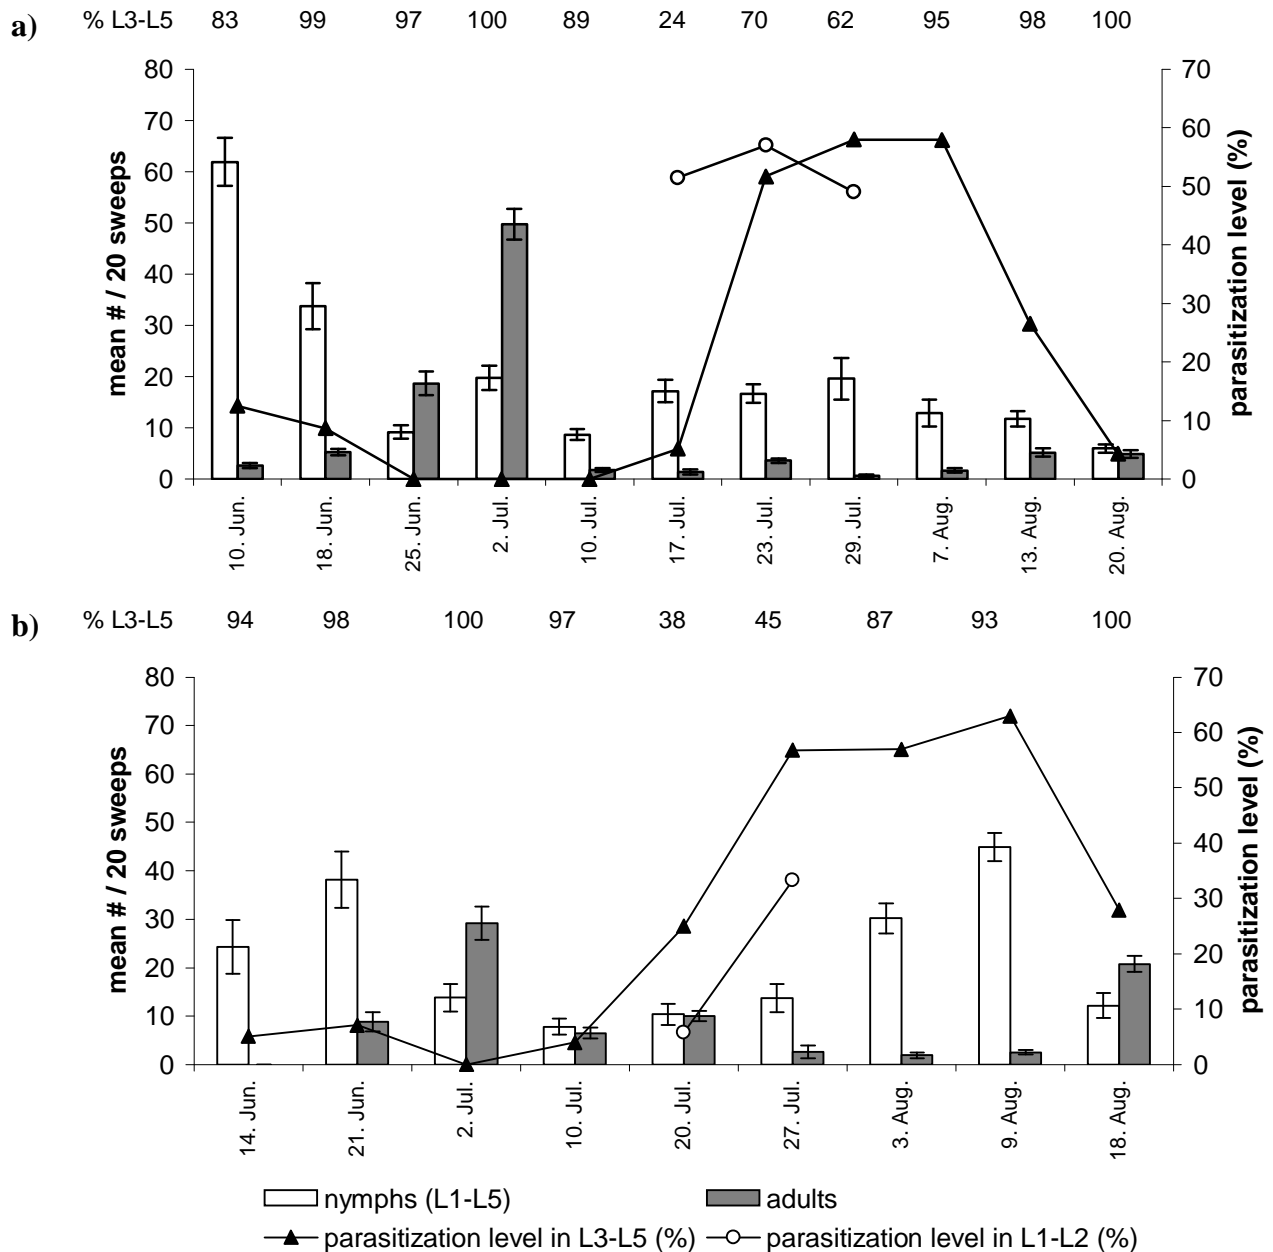 a) % L3-L5 83 99 97 100 89 24 70 62 95 98 100
80 70
70 60
60 50
50 40
40 30
30 20
20 10
10 0
0
mean # / 20 sweeps
parasitization level (%)
10. Jun. 18. Jun. 25. Jun. 2. Jul. 10. Jul. 17. Jul. 23. Jul. 29. Jul. 7. Aug. 13. Aug. 20. Aug.
b) % L3-L5 94 98 100 97 38 45 87 93 100
80 70
70 60
60 50
50 40
40 30
30 20
20 10
10 0
0
mean # / 20 sweeps
parasitization level (%)
14. Jun. 21. Jun. 2. Jul. 10. Jul. 20. Jul. 27. Jul. 3. Aug. 9. Aug. 18. Aug.
nymphs (L1-L5) adults
parasitization level in L3-L5 (%) parasitization level in L1-L2 (%)